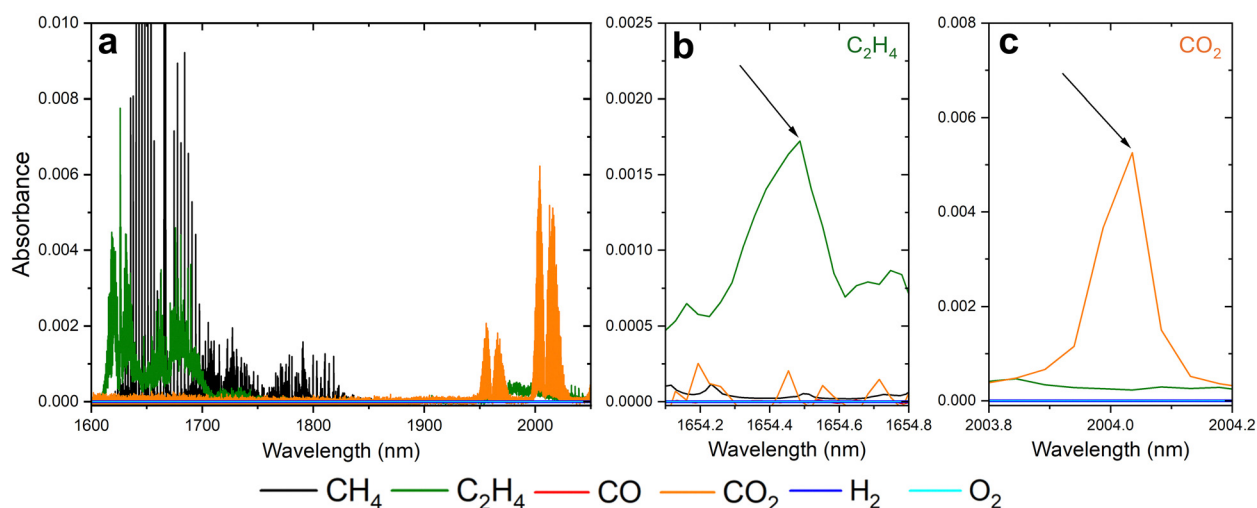 a
0.010
0.008
0.006
0.004
0.002
0.000
1600
1700
1800
1900
2000
Absorbance
Wavelength (nm)
b
C₂H₄
0.0025
0.0020
0.0015
0.0010
0.0005
0.0000
1654.2
1654.4
1654.6
1654.8
Wavelength (nm)
c
CO₂
0.008
0.006
0.004
0.002
0.000
2003.8
2004.0
2004.2
Wavelength (nm)
CH₄ C₂H₄ CO CO₂ H₂ O₂